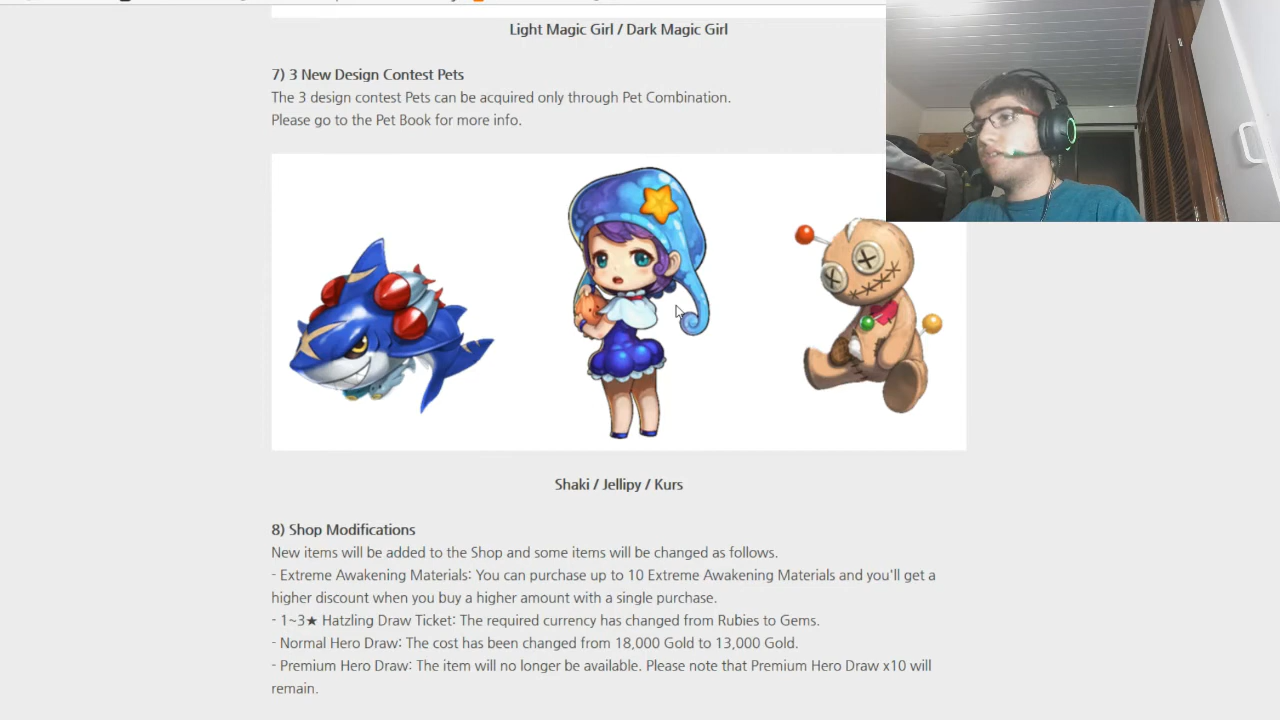 Light Magic Girl / Dark Magic Girl
7) 3 New Design Contest Pets
The 3 design contest Pets can be acquired only through Pet Combination.
Please go to the Pet Book for more info.
Shaki / Jellipy / Kurs
8) Shop Modifications
New items will be added to the Shop and some items will be changed as follows.
- Extreme Awakening Materials: You can purchase up to 10 Extreme Awakening Materials and you'll get a
higher discount when you buy a higher amount with a single purchase.
- 1~3★ Hatzling Draw Ticket: The required currency has changed from Rubies to Gems.
- Normal Hero Draw: The cost has been changed from 18,000 Gold to 13,000 Gold.
- Premium Hero Draw: The item will no longer be available. Please note that Premium Hero Draw x10 will
remain.